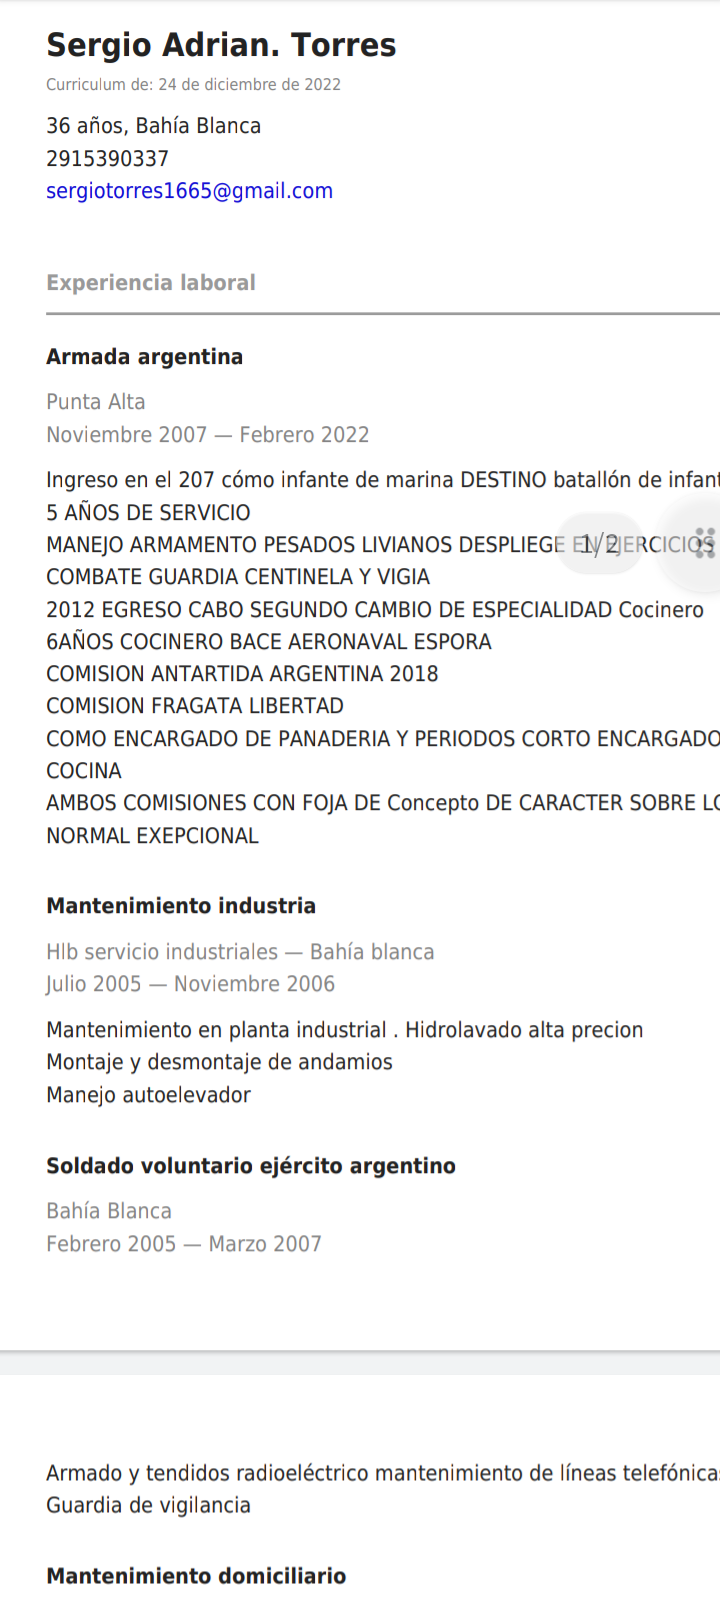 Sergio Adrian. Torres
Curriculum de: 24 de diciembre de 2022
36 años, Bahía Blanca
2915390337
sergiotorres1665@gmail.com
Experiencia laboral
Armada argentina
Punta Alta
Noviembre 2007 — Febrero 2022
Ingreso en el 207 cómo infante de marina DESTINO batallón de infant
5 AÑOS DE SERVICIO
MANEJO ARMAMENTO PESADOS LIVIANOS DESPLIEGE EN EJERCICIOS
1/2
COMBATE GUARDIA CENTINELA Y VIGIA
2012 EGRESO CABO SEGUNDO CAMBIO DE ESPECIALIDAD Cocinero
6AÑOS COCINERO BACE AERONAVAL ESPORA
COMISION ANTARTIDA ARGENTINA 2018
COMISION FRAGATA LIBERTAD
COMO ENCARGADO DE PANADERIA Y PERIODOS CORTO ENCARGADO
COCINA
AMBOS COMISIONES CON FOJA DE Concepto DE CARACTER SOBRE LO
NORMAL EXEPCIONAL
Mantenimiento industria
Hlb servicio industriales — Bahía blanca
Julio 2005 — Noviembre 2006
Mantenimiento en planta industrial . Hidrolavado alta precion
Montaje y desmontaje de andamios
Manejo autoelevador
Soldado voluntario ejército argentino
Bahía Blanca
Febrero 2005 — Marzo 2007
Armado y tendidos radioeléctrico mantenimiento de líneas telefónicas
Guardia de vigilancia
Mantenimiento domiciliario